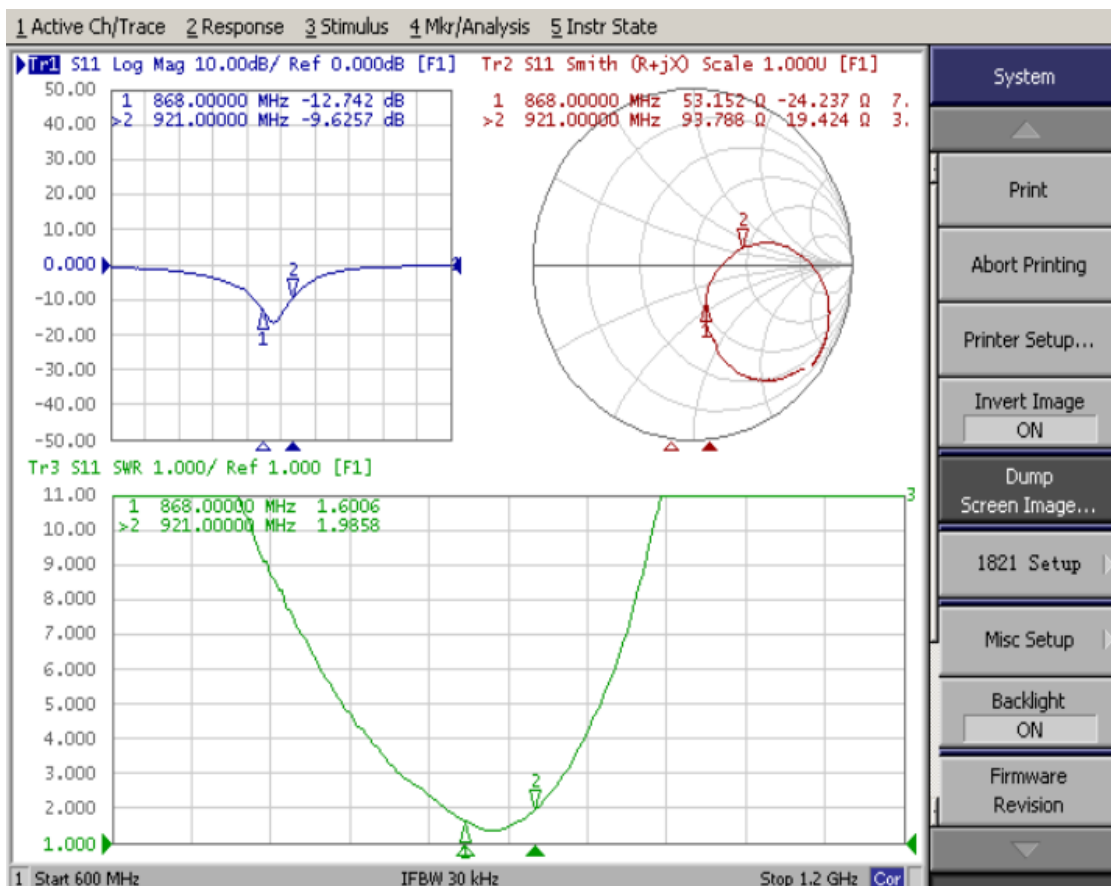 1 Active Ch/Trace 2 Response 3 Stimulus 4 Mkr/Analysis 5 Instr State
Tr1 S11 Log Mag 10.00dB/ Ref 0.000dB [F1]
50.00
40.00
30.00
20.00
10.00
0.000
-10.00
-20.00
-30.00
-40.00
-50.00
1 868.00000 MHz -12.742 dB
>2 921.00000 MHz -9.6257 dB
2
1
2
Tr2 S11 Smith (R+jX) Scale 1.000U [F1]
1 868.00000 MHz 53.152 Ω -24.237 Ω 7.
>2 921.00000 MHz 93.788 Ω 19.424 Ω 3.
2
1
Tr3 S11 SWR 1.000/ Ref 1.000 [F1]
11.00
10.00
9.000
8.000
7.000
6.000
5.000
4.000
3.000
2.000
1.000
1 868.00000 MHz 1.6006
>2 921.00000 MHz 1.9858
3
2
1 Start 600 MHz IFBW 30 kHz Stop 1.2 GHz Cor
System
Print
Abort Printing
Printer Setup...
Invert Image
ON
Dump
Screen Image...
1821 Setup
Misc Setup
Backlight
ON
Firmware
Revision